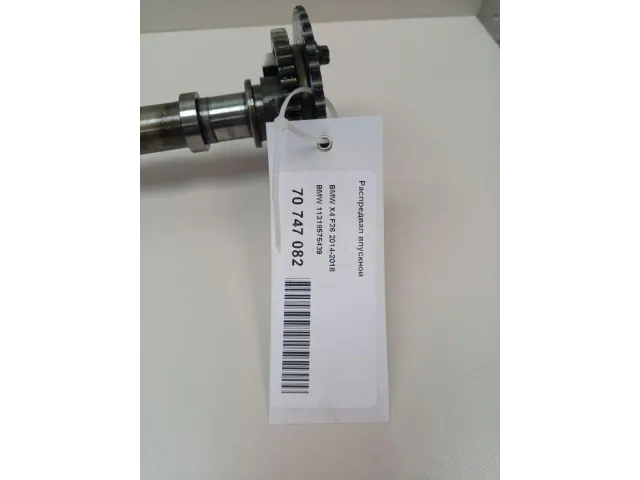 Распредвал впускной
BMW X4 F26 2014-2018
BMW 11318575439
70 747 082